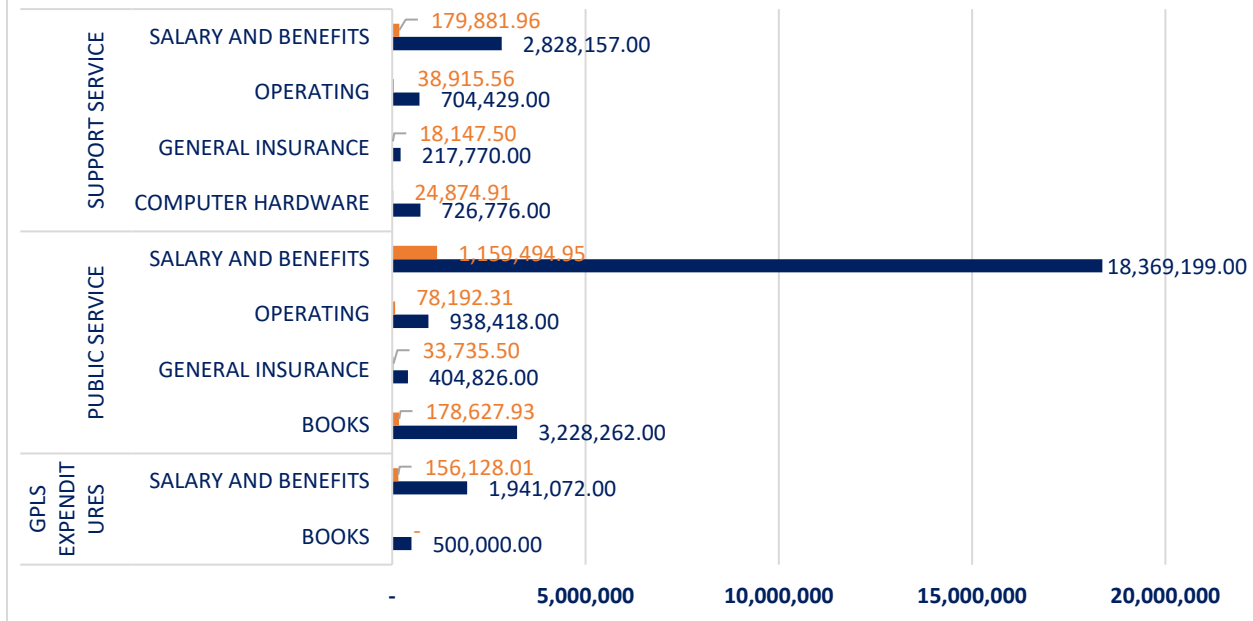 SUPPORT SERVICE
SALARY AND BENEFITS
179,881.96
2,828,157.00
OPERATING
38,915.56
704,429.00
GENERAL INSURANCE
18,147.50
217,770.00
COMPUTER HARDWARE
24,874.91
726,776.00
PUBLIC SERVICE
SALARY AND BENEFITS
1,159,494.95
18,369,199.00
OPERATING
78,192.31
938,418.00
GENERAL INSURANCE
33,735.50
404,826.00
BOOKS
178,627.93
3,228,262.00
GPLS
EXPENDIT
URES
SALARY AND BENEFITS
156,128.01
1,941,072.00
BOOKS
-
500,000.00
- 5,000,000 10,000,000 15,000,000 20,000,000